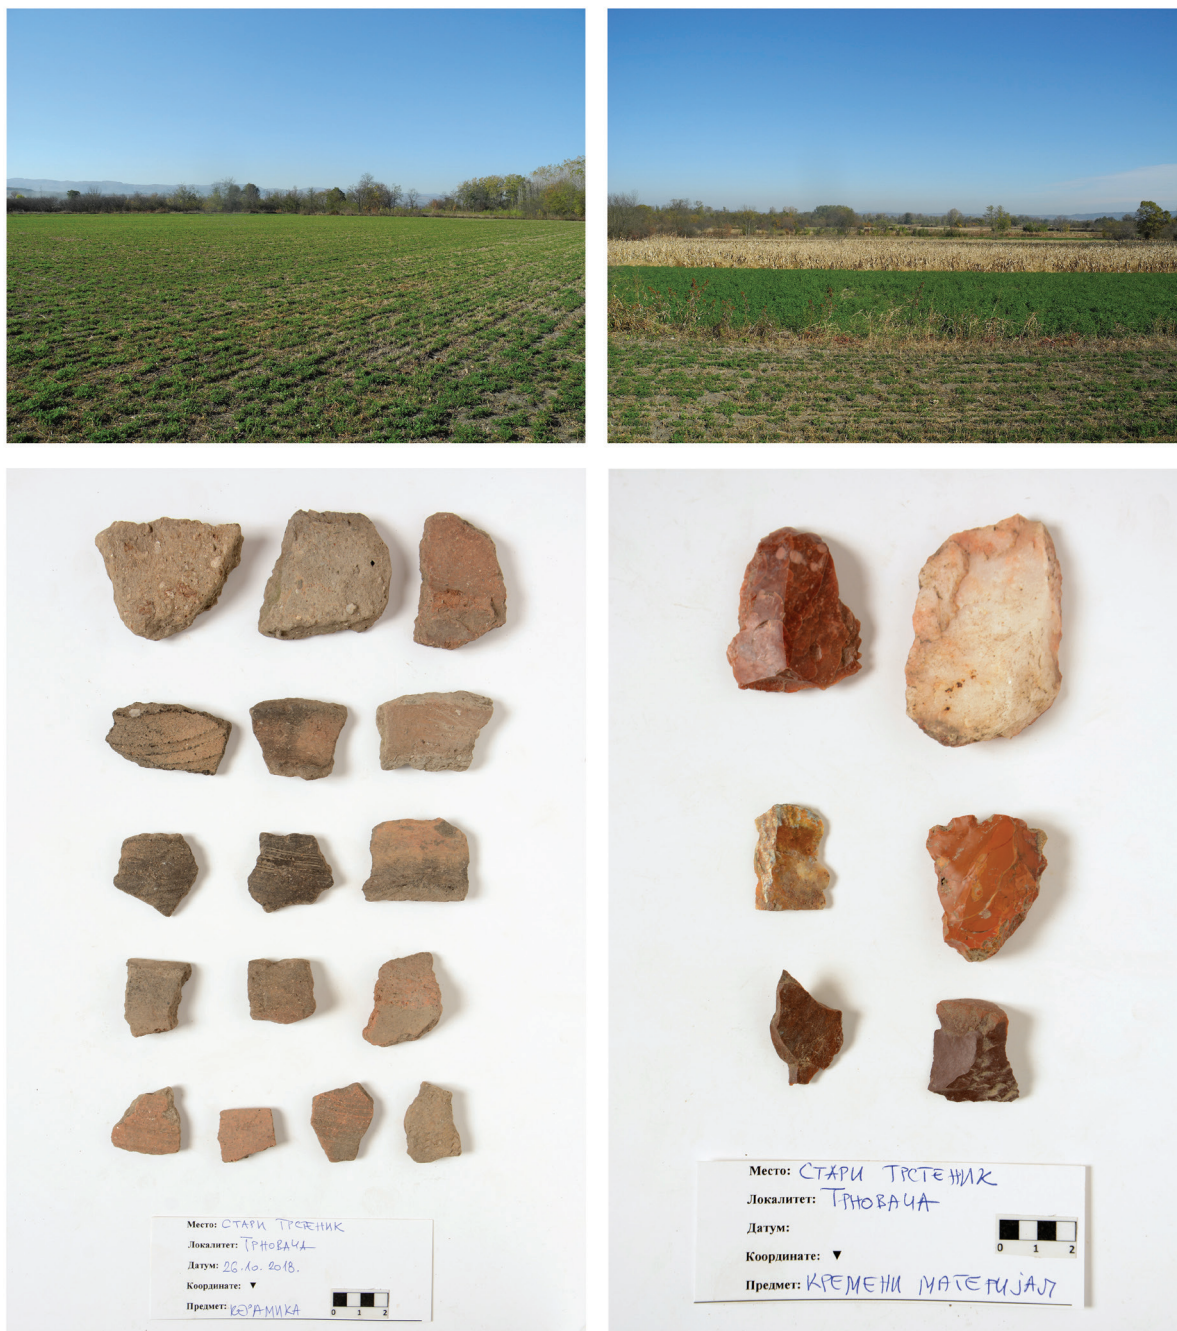 Место: СТАРИ ТРСТЕНИК
Локалитет: ТРНОВАЧА
Датум: 26.10.2018.
Координате: ▼
Предмет: КЕРАМИКА
0 1 2
Место: СТАРИ ТРСТЕНИК
Локалитет: ТРНОВАЧА
Датум:
Координате: ▼
Предмет: КРЕМЕНИ МАТЕРИЈАЛ
0 1 2